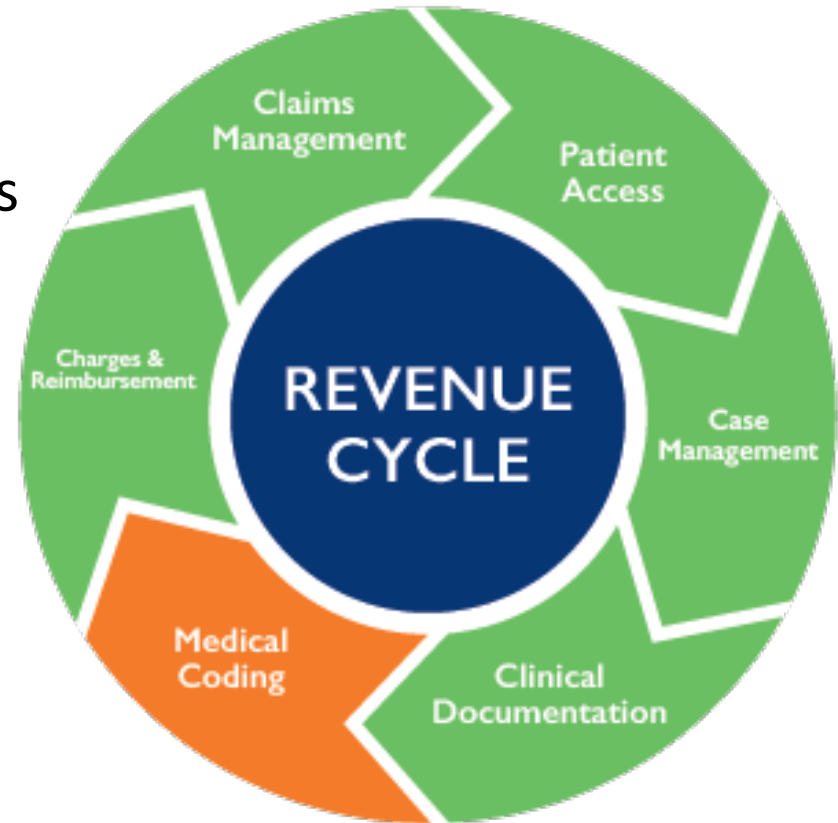 Claims
Management
Patient
Access
s
Charges &
Reimbursement
REVENUE
CYCLE
Case
Management
Medical
Coding
Clinical
Documentation